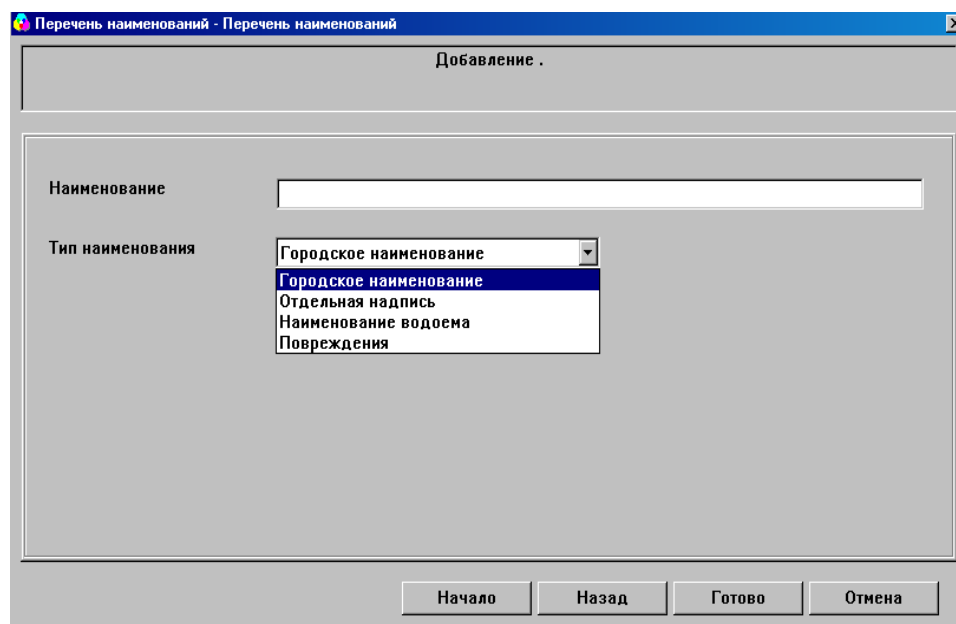 Перечень наименований - Перечень наименований
Добавление .
Наименование
Тип наименования
Городское наименование
Городское наименование
Отдельная надпись
Наименование водоема
Повреждения
Начало
Назад
Готово
Отмена